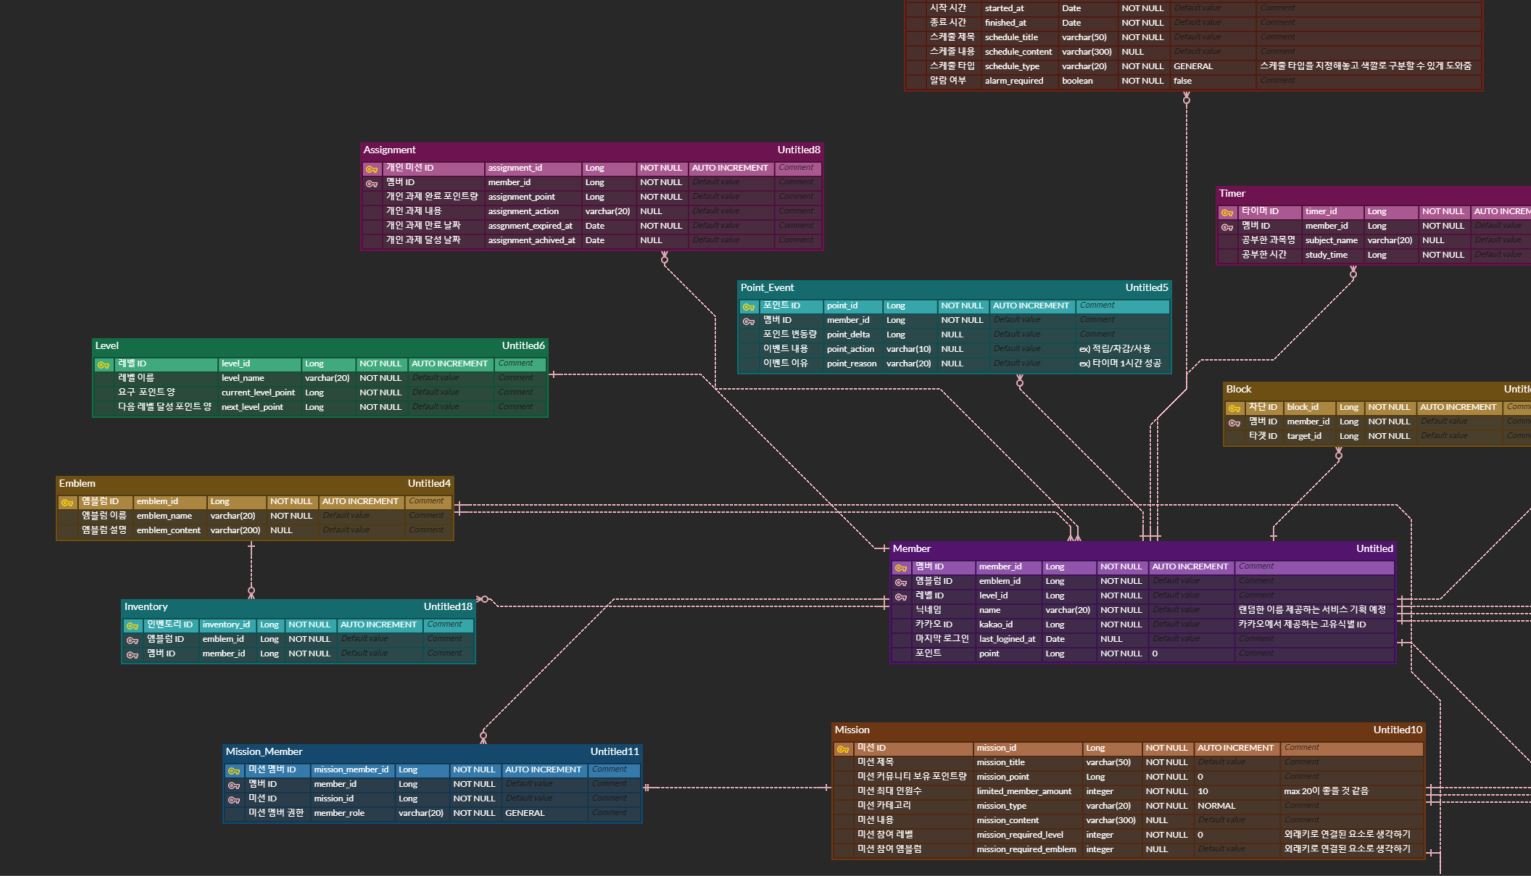 시작 시간 started_at Date NOT NULL Default value Comment
종료 시간 finished_at Date NOT NULL Default value Comment
스케줄 제목 schedule_title varchar(50) NOT NULL Default value Comment
스케줄 내용 schedule_content varchar(300) NULL Default value Comment
스케줄 타입 schedule_type varchar(20) NOT NULL GENERAL 스케줄 타입을 지정해놓고 색깔로 구분할 수 있게 도와줌
알람 여부 alarm_required boolean NOT NULL false Comment
Assignment Untitled8
개인 미션 ID assignment_id Long NOT NULL AUTO INCREMENT Comment
멤버 ID member_id Long NOT NULL Default value Comment
개인 과제 완료 포인트량 assignment_point Long NOT NULL Default value Comment
개인 과제 내용 assignment_action varchar(20) NULL Default value Comment
개인 과제 만료 날짜 assgnment_expired_at Date NOT NULL Default value Comment
개인 과제 달성 날짜 assignment_achived_at Date NULL Default value Comment
Timer
타이머 ID timer_id Long NOT NULL AUTO INCREM
멤버 ID member_id Long NOT NULL Default value
공부한 과목명 subject_name varchar(20) NULL Default value
공부한 시간 study_time Long NOT NULL Default value
Point_Event Untitled5
포인트 ID point_id Long NOT NULL AUTO INCREMENT Comment
멤버 ID member_id Long NOT NULL Default value Comment
포인트 변동량 point_delta Long NULL Default value Comment
이벤트 내용 point_action varchar(10) NULL Default value ex) 적립/차감/사용
이벤트 이유 point_reason varchar(20) NULL Default value ex) 타이머 1시간 성공
Level Untitled6
레벨 ID level_id Long NOT NULL AUTO INCREMENT Comment
레벨 이름 level_name varchar(20) NOT NULL Default value Comment
요구 포인트 양 current_level_point Long NOT NULL Default value Comment
다음 레벨 달성 포인트 양 next_level_point Long NOT NULL Default value Comment
Block Untitle
차단 ID block_id Long NOT NULL AUTO INCREMENT Comm
멤버 ID member_id Long NOT NULL Default value Comm
타겟 ID target_id Long NOT NULL Default value Comm
Emblem Untitled4
엠블럼 ID emblem_id Long NOT NULL AUTO INCREMENT Comment
엠블럼 이름 emblem_name varchar(20) NOT NULL Default value Comment
엠블럼 설명 emblem_content varchar(200) NULL Default value Comment
Member Untitled
멤버 ID member_id Long NOT NULL AUTO INCREMENT Comment
엠블럼 ID emblem_id Long NOT NULL Default value Comment
레벨 ID level_id Long NOT NULL Default value Comment
닉네임 name varchar(20) NOT NULL Default value 랜덤한 이름 제공하는 서비스 기획 예정
카카오 ID kakao_id Long NOT NULL Default value 카카오에서 제공하는 고유식별 ID
마지막 로그인 last_logined_at Date NULL Default value Comment
포인트 point Long NOT NULL 0 Comment
Inventory Untitled18
인벤토리 ID inventory_id Long NOT NULL AUTO INCREMENT Comment
엠블럼 ID emblem_id Long NOT NULL Default value Comment
멤버 ID member_id Long NOT NULL Default value Comment
Mission_Member Untitled11
미션 멤버 ID mission_member_id Long NOT NULL AUTO INCREMENT Comment
멤버 ID member_id Long NOT NULL Default value Comment
미션 ID mission_id Long NOT NULL Default value Comment
미션 멤버 권한 member_role varchar(20) NOT NULL GENERAL Comment
Mission Untitled10
미션 ID mission_id Long NOT NULL AUTO INCREMENT Comment
미션 제목 mission_title varchar(50) NOT NULL Default value Comment
미션 커뮤니티 보유 포인트량 mission_point Long NOT NULL 0 Comment
미션 최대 인원수 limited_member_amount integer NOT NULL 10 max 20이 좋을 것 같음
미션 카테고리 mission_type varchar(20) NOT NULL NORMAL Comment
미션 내용 mission_content varchar(300) NULL Default value Comment
미션 참여 레벨 mission_required_level integer NOT NULL 0 외래키로 연결된 요소로 생각하기
미션 참여 엠블럼 mission_required_emblem integer NULL Default value 외래키로 연결된 요소로 생각하기